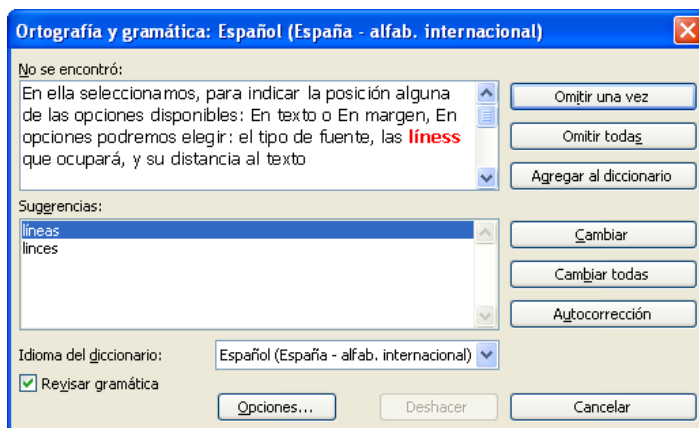 Ortografía y gramática: Español (España - alfab. internacional)
No se encontró:
En ella seleccionamos, para indicar la posición alguna
de las opciones disponibles: En texto o En margen, En
opciones podremos elegir: el tipo de fuente, las líness
que ocupará, y su distancia al texto
Omitir una vez
Omitir todas
Agregar al diccionario
Sugerencias:
líneas
linces
Cambiar
Cambiar todas
Autocorrección
Idioma del diccionario:
Español (España - alfab. internacional)
Revisar gramática
Opciones...
Deshacer
Cancelar